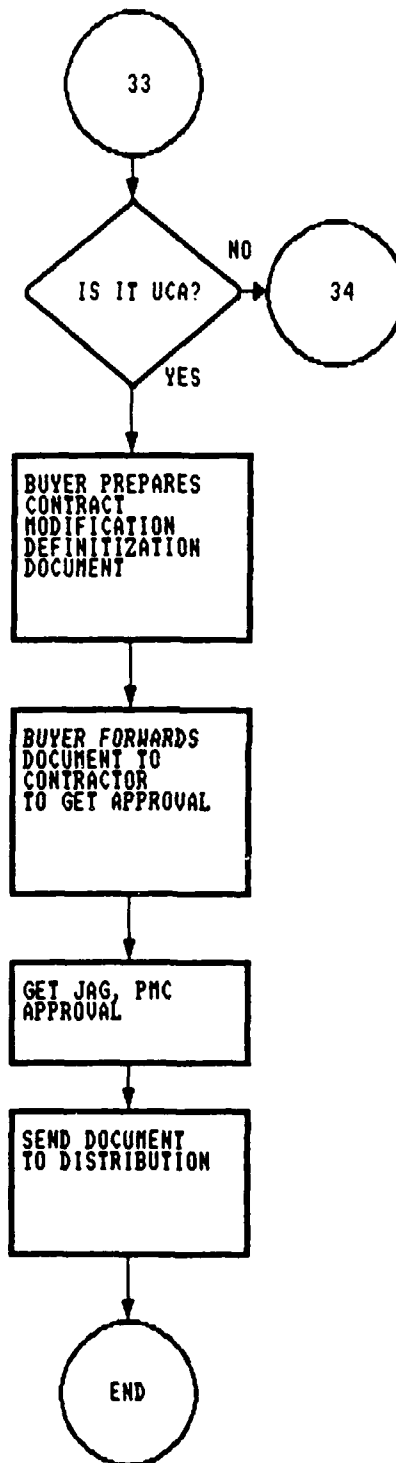 33
IS IT UCA?
NO
34
YES
BUYER PREPARES
CONTRACT
MODIFICATION
DEFINITIZATION
DOCUMENT
BUYER FORWARDS
DOCUMENT TO
CONTRACTOR
TO GET APPROVAL
GET JAG, PMC
APPROVAL
SEND DOCUMENT
TO DISTRIBUTION
END